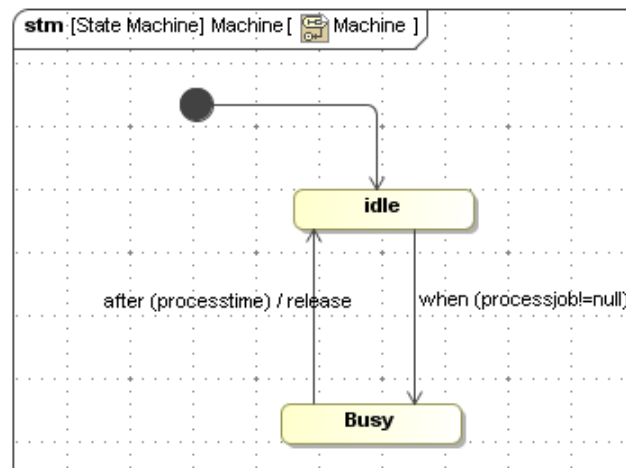 stm [State Machine] Machine [ Machine ]
idle
after (processtime) / release
when (processjob!=null)
Busy